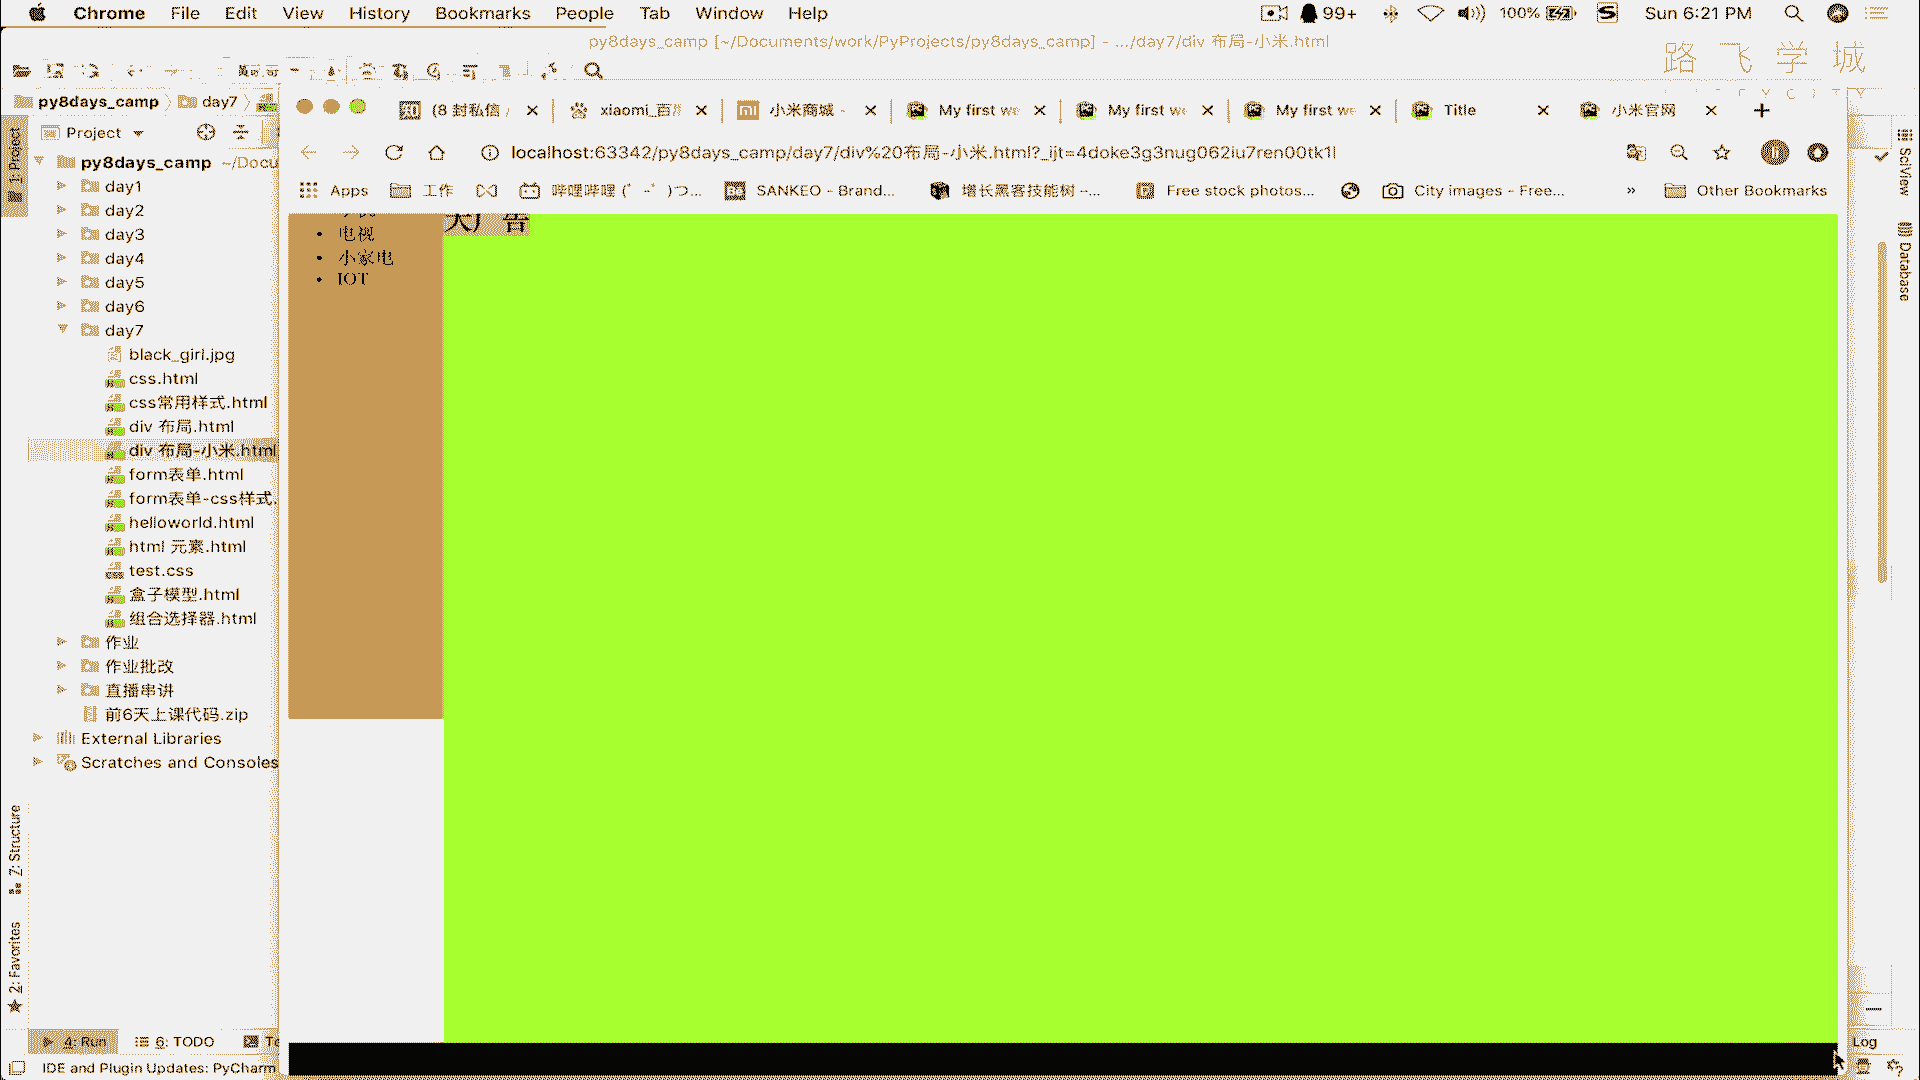 Chrome File Edit View History Bookmarks People Tab Window Help 99+ 100% Sun 6:21 PM
py8days_camp [~/Documents/work/PyProjects/py8days_camp] - .../day7/div 布局-小米.html
路 飞 学 城
py8days_camp day7
(8 封私信 xiaomi_百 小米商城 - My first we My first we My first we Title 小米官网
Project
localhost:63342/py8days_camp/day7/div%20布局-小米.html?_ijt=4doke3g3nug062iu7ren00tk1l
1: Project
py8days_camp ~/Docu
Apps 工作 哔哩哔哩 (゜-゜)つ... SANKEO - Brand... 增长黑客技能树 -... Free stock photos... City images - Free... » Other Bookmarks
SciView
Database
day1
day2
day3
day4
day5
day6
day7
black_girl.jpg
css.html
css常用样式.html
div 布局.html
div 布局-小米.html
form表单.html
form表单-css样式.
helloworld.html
html 元素.html
test.css
盒子模型.html
组合选择器.html
作业
作业批改
直播串讲
前6天上课代码.zip
External Libraries
Scratches and Consoles
大广告
电视
小家电
IOT
7: Structure
2: Favorites
4: Run 6: TODO Te
Log
IDE and Plugin Updates: PyCharm